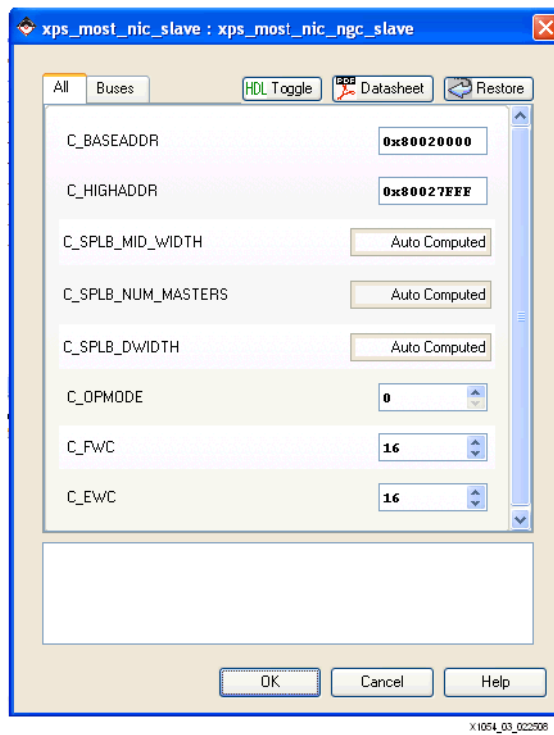 xps_most_nic_slave : xps_most_nic_ngc_slave
All Buses HDL Toggle PDF Datasheet Restore
C_BASEADDR 0x80020000
C_HIGHADDR 0x80027FFF
C_SPLB_MID_WIDTH Auto Computed
C_SPLB_NUM_MASTERS Auto Computed
C_SPLB_DWIDTH Auto Computed
C_OPMODE 0
C_FWC 16
C_EWC 16
OK Cancel Help
X1054_03_022508